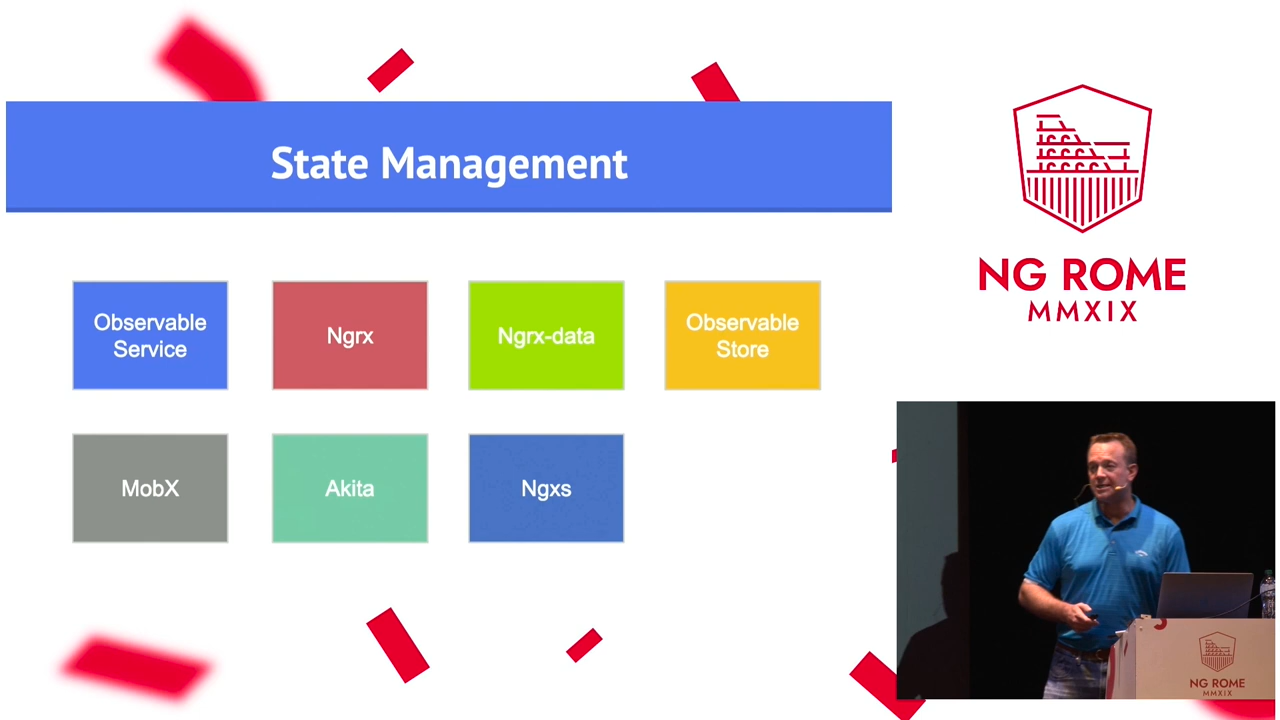 State Management
Observable
Service
Ngrx
Ngrx-data
Observable
Store
MobX
Akita
Ngxs
NG ROME
MMXIX
NG ROME
MMXIX